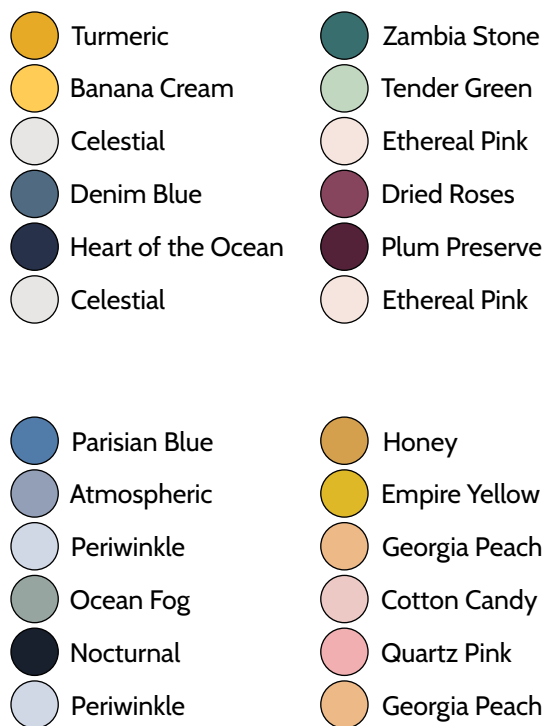 Turmeric
Banana Cream
Celestial
Denim Blue
Heart of the Ocean
Celestial
Zambia Stone
Tender Green
Ethereal Pink
Dried Roses
Plum Preserve
Ethereal Pink
Parisian Blue
Atmospheric
Periwinkle
Ocean Fog
Nocturnal
Periwinkle
Honey
Empire Yellow
Georgia Peach
Cotton Candy
Quartz Pink
Georgia Peach